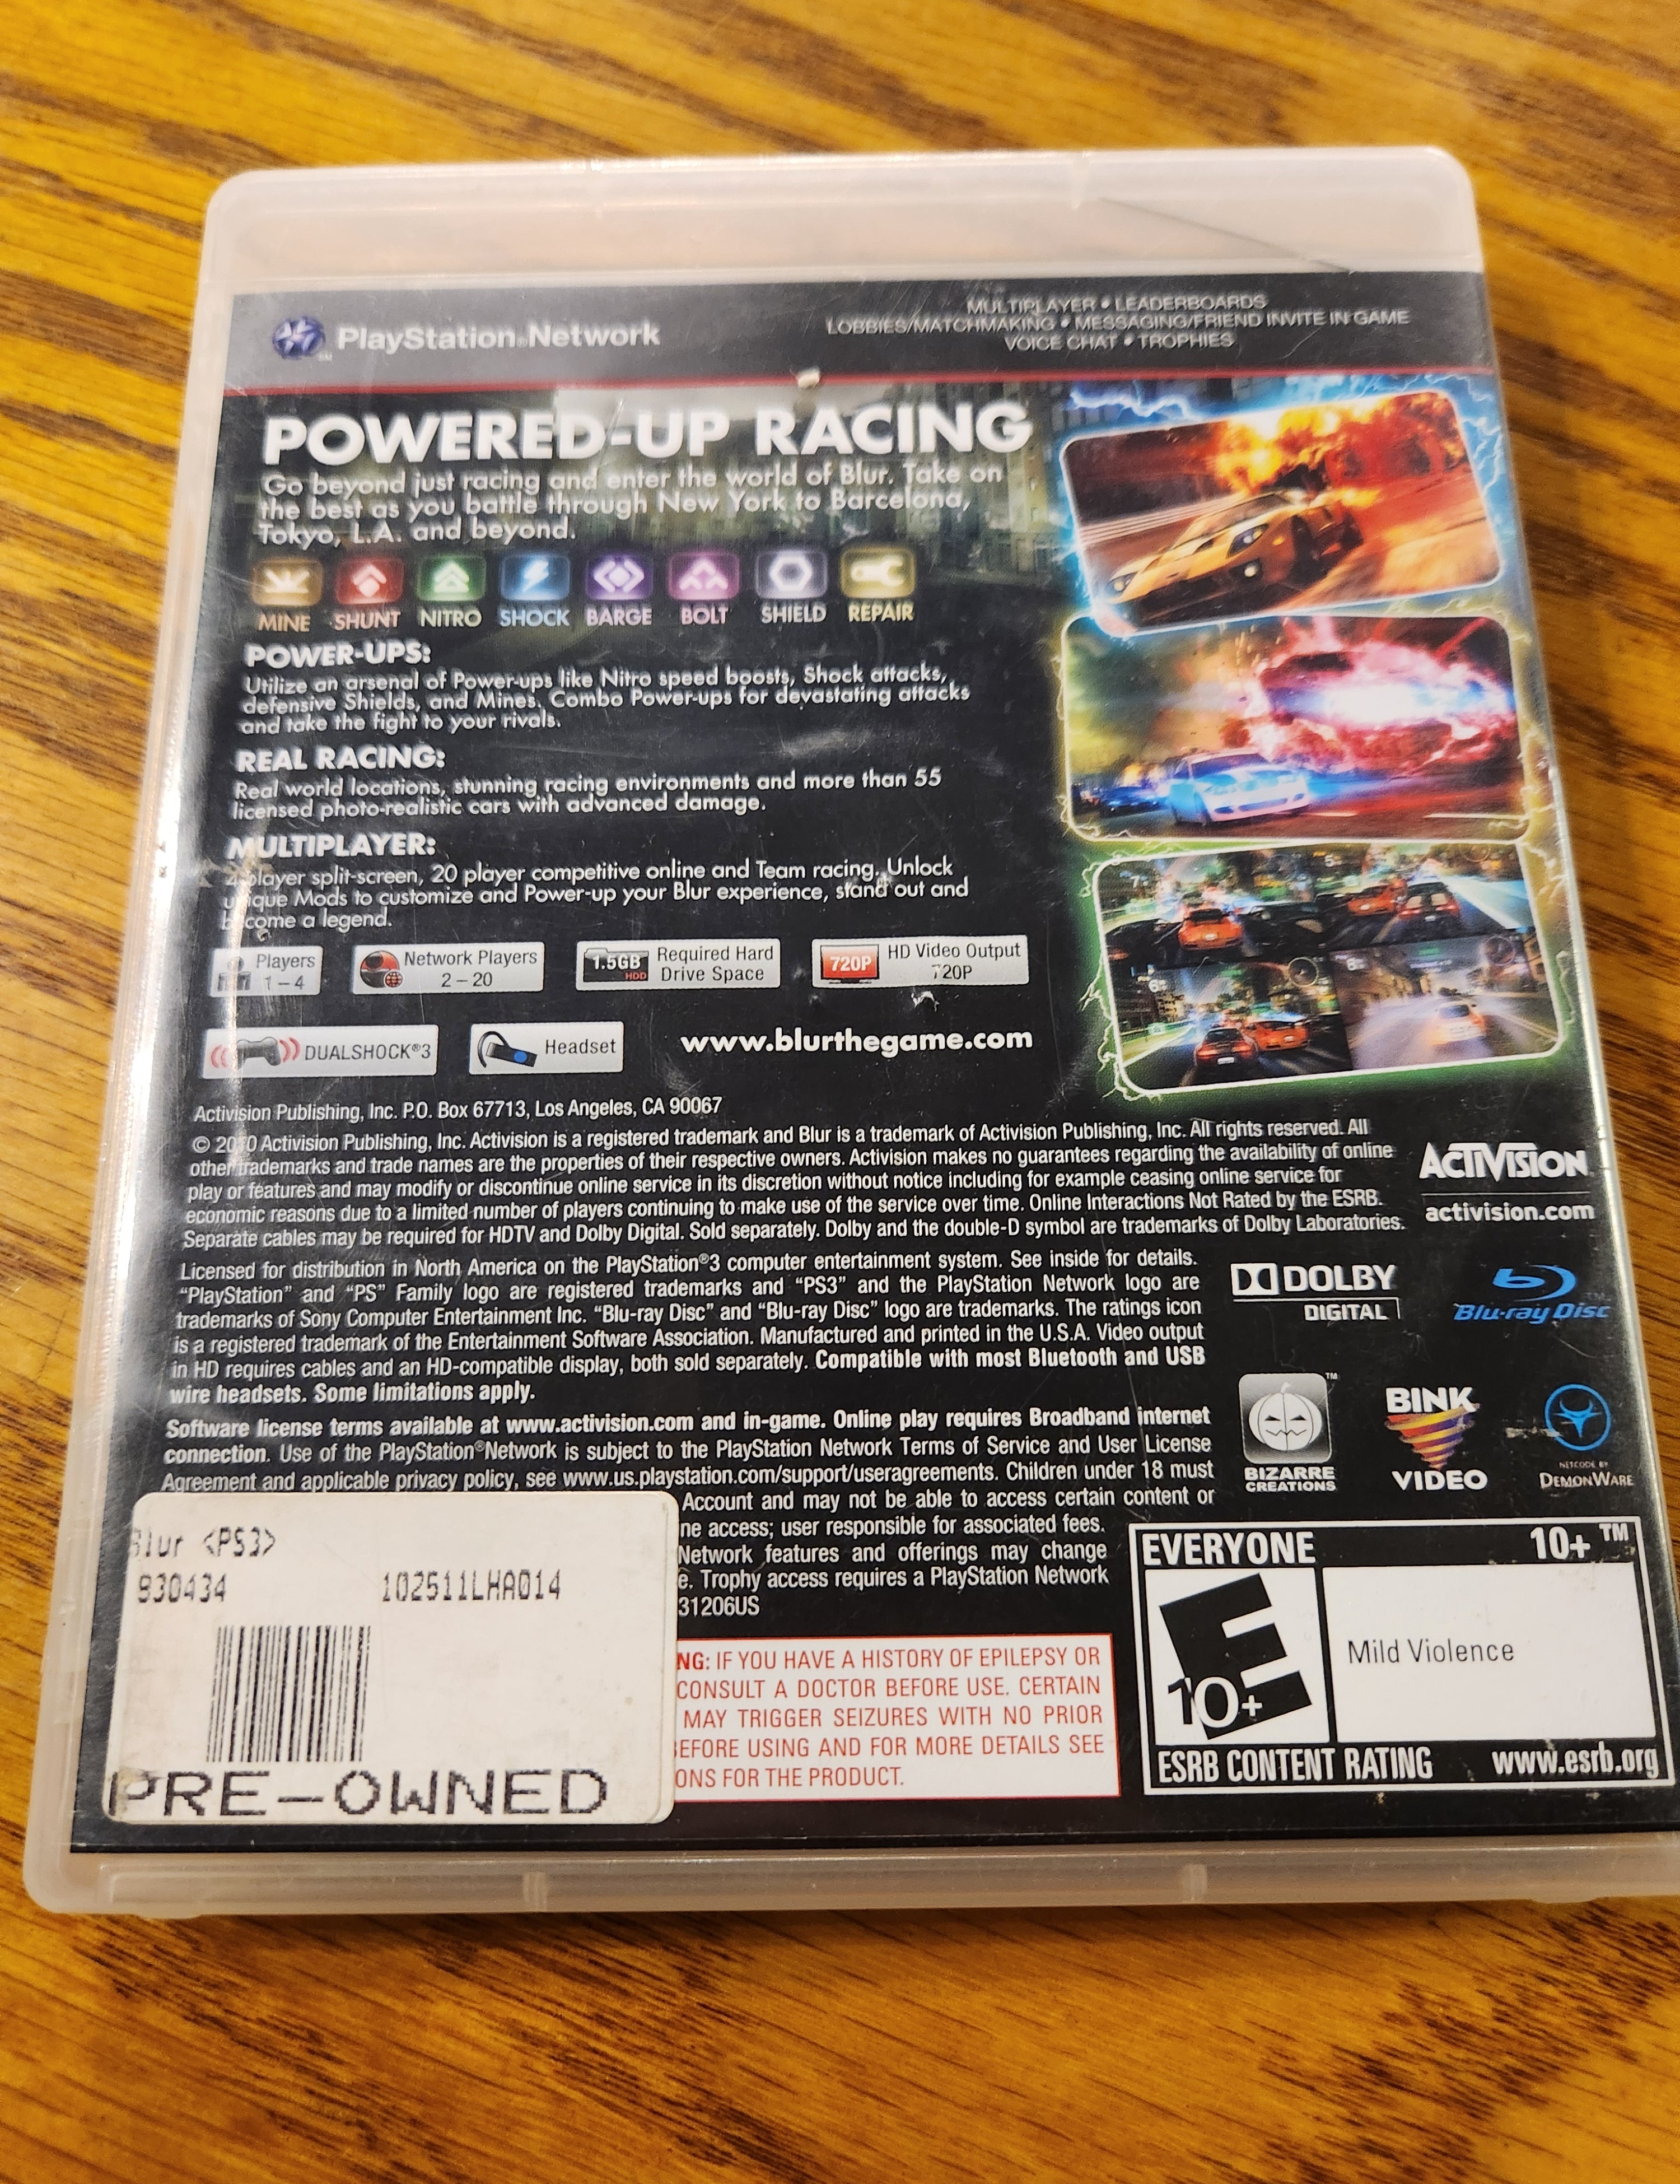 PlayStation®Network
MULTIPLAYER • LEADERBOARDS
LOBBIES/MATCHMAKING • MESSAGING/FRIEND INVITE IN GAME
VOICE CHAT • TROPHIES
POWERED-UP RACING
Go beyond just racing and enter the world of Blur. Take on
the best as you battle through New York to Barcelona,
Tokyo, L.A. and beyond.
MINE SHUNT NITRO SHOCK BARGE BOLT SHIELD REPAIR
POWER-UPS:
Utilize an arsenal of Power-ups like Nitro speed boosts, Shock attacks,
defensive Shields, and Mines. Combo Power-ups for devastating attacks
and take the fight to your rivals.
REAL RACING:
Real world locations, stunning racing environments and more than 55
licensed photo-realistic cars with advanced damage.
MULTIPLAYER:
4 player split-screen, 20 player competitive online and Team racing. Unlock
unique Mods to customize and Power-up your Blur experience, stand out and
become a legend.
Players
1 – 4
Network Players
2 – 20
1.5GB
HDD
Required Hard
Drive Space
720P
HD Video Output
720P
DUALSHOCK®3
Headset
www.blurthegame.com
Activision Publishing, Inc. P.O. Box 67713, Los Angeles, CA 90067
© 2010 Activision Publishing, Inc. Activision is a registered trademark and Blur is a trademark of Activision Publishing, Inc. All rights reserved. All
other trademarks and trade names are the properties of their respective owners. Activision makes no guarantees regarding the availability of online
play or features and may modify or discontinue online service in its discretion without notice including for example ceasing online service for
economic reasons due to a limited number of players continuing to make use of the service over time. Online Interactions Not Rated by the ESRB.
Separate cables may be required for HDTV and Dolby Digital. Sold separately. Dolby and the double-D symbol are trademarks of Dolby Laboratories.
ACTIVISION
activision.com
Licensed for distribution in North America on the PlayStation®3 computer entertainment system. See inside for details.
“PlayStation” and “PS” Family logo are registered trademarks and “PS3” and the PlayStation Network logo are
trademarks of Sony Computer Entertainment Inc. “Blu-ray Disc” and “Blu-ray Disc” logo are trademarks. The ratings icon
is a registered trademark of the Entertainment Software Association. Manufactured and printed in the U.S.A. Video output
in HD requires cables and an HD-compatible display, both sold separately. Compatible with most Bluetooth and USB
wire headsets. Some limitations apply.
DOLBY
DIGITAL
Blu-ray Disc
Software license terms available at www.activision.com and in-game. Online play requires Broadband internet
connection. Use of the PlayStation®Network is subject to the PlayStation Network Terms of Service and User License
Agreement and applicable privacy policy, see www.us.playstation.com/support/useragreements. Children under 18 must
Account and may not be able to access certain content or
ne access; user responsible for associated fees.
Network features and offerings may change
e. Trophy access requires a PlayStation Network
31206US
BIZARRE
CREATIONS
™
BINK
VIDEO
NETCODE BY
DEMONWARE
Blur <PS3>
930434 102511LHA014
PRE-OWNED
NG: IF YOU HAVE A HISTORY OF EPILEPSY OR
CONSULT A DOCTOR BEFORE USE. CERTAIN
MAY TRIGGER SEIZURES WITH NO PRIOR
BEFORE USING AND FOR MORE DETAILS SEE
ONS FOR THE PRODUCT.
EVERYONE 10+ ™
E
10+
Mild Violence
ESRB CONTENT RATING www.esrb.org